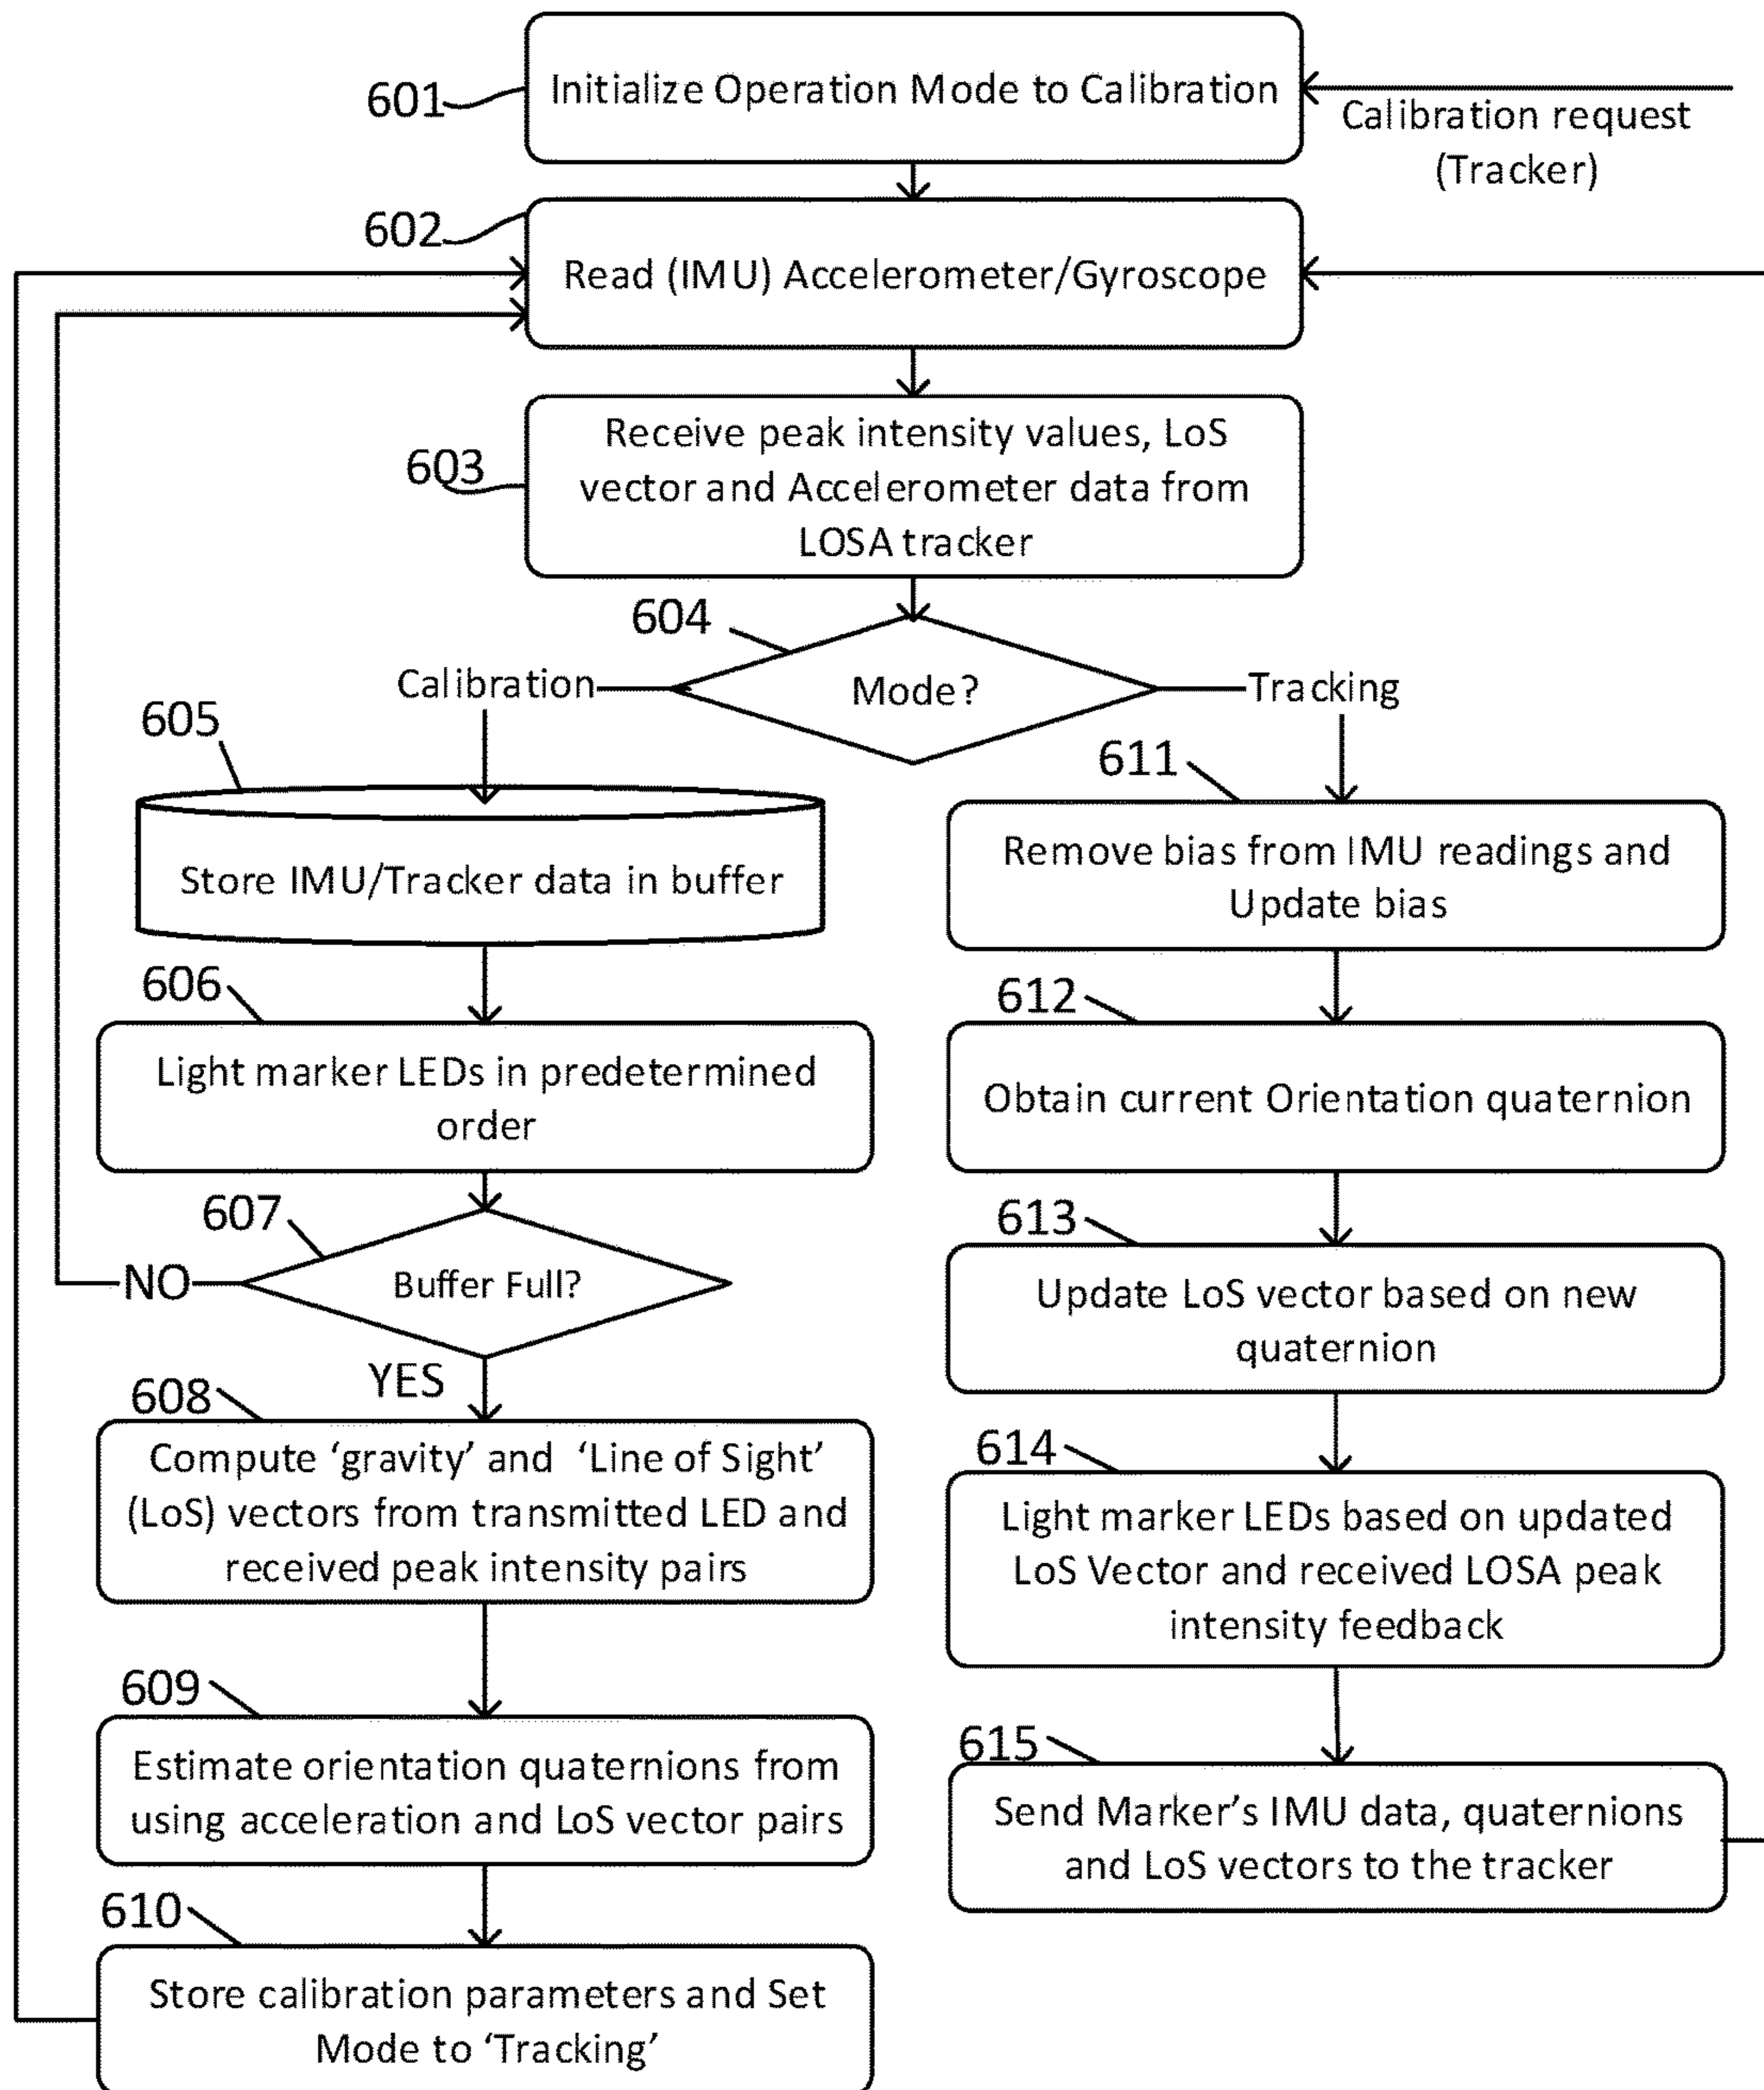 601
Initialize Operation Mode to Calibration
Calibration request
(Tracker)
602
Read (IMU) Accelerometer/Gyroscope
603
Receive peak intensity values, LoS
vector and Accelerometer data from
LOSA tracker
604
Calibration
Mode?
Tracking
605
Store IMU/Tracker data in buffer
611
Remove bias from IMU readings and
Update bias
606
Light marker LEDs in predetermined
order
612
Obtain current Orientation quaternion
607
NO
Buffer Full?
YES
613
Update LoS vector based on new
quaternion
608
Compute ‘gravity’ and ‘Line of Sight’
(LoS) vectors from transmitted LED and
received peak intensity pairs
614
Light marker LEDs based on updated
LoS Vector and received LOSA peak
intensity feedback
609
Estimate orientation quaternions from
using acceleration and LoS vector pairs
615
Send Marker’s IMU data, quaternions
and LoS vectors to the tracker
610
Store calibration parameters and Set
Mode to ‘Tracking’